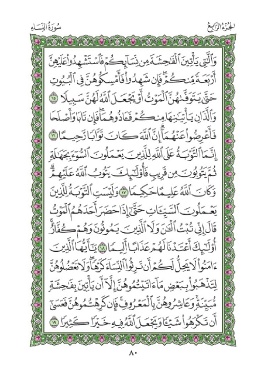 الجزء الرابع
سورة النساء
وَٱلَّٰتِى يَأْتِينَ ٱلْفَٰحِشَةَ مِن نِّسَآئِكُمْ فَٱسْتَشْهِدُوا۟ عَلَيْهِنَّ
أَرْبَعَةً مِّنكُمْ فَإِن شَهِدُوا۟ فَأَمْسِكُوهُنَّ فِى ٱلْبُيُوتِ
حَتَّىٰ يَتَوَفَّىٰهُنَّ ٱلْمَوْتُ أَوْ يَجْعَلَ ٱللَّهُ لَهُنَّ سَبِيلًا ١٥
وَٱلَّذَانِ يَأْتِيَٰنِهَا مِنكُمْ فَـَٔاذُوهُمَا فَإِن تَابَا وَأَصْلَحَا
فَأَعْرِضُوا۟ عَنْهُمَآ إِنَّ ٱللَّهَ كَانَ تَوَّابًا رَّحِيمًا ١٦
إِنَّمَا ٱلتَّوْبَةُ عَلَى ٱللَّهِ لِلَّذِينَ يَعْمَلُونَ ٱلسُّوٓءَ بِجَهَٰلَةٍ
ثُمَّ يَتُوبُونَ مِن قَرِيبٍ فَأُو۟لَٰٓئِكَ يَتُوبُ ٱللَّهُ عَلَيْهِمْ
وَكَانَ ٱللَّهُ عَلِيمًا حَكِيمًا ١٧ وَلَيْسَتِ ٱلتَّوْبَةُ لِلَّذِينَ
يَعْمَلُونَ ٱلسَّيِّـَٔاتِ حَتَّىٰٓ إِذَا حَضَرَ أَحَدَهُمُ ٱلْمَوْتُ
قَالَ إِنِّى تُبْتُ ٱلْـَٰٔنَ وَلَا ٱلَّذِينَ يَمُوتُونَ وَهُمْ كُفَّارٌ
أُو۟لَٰٓئِكَ أَعْتَدْنَا لَهُمْ عَذَابًا أَلِيمًا ١٨ يَٰٓأَيُّهَا ٱلَّذِينَ
ءَامَنُوا۟ لَا يَحِلُّ لَكُمْ أَن تَرِثُوا۟ ٱلنِّسَآءَ كَرْهًا وَلَا تَعْضُلُوهُنَّ
لِتَذْهَبُوا۟ بِبَعْضِ مَآ ءَاتَيْتُمُوهُنَّ إِلَّآ أَن يَأْتِينَ بِفَٰحِشَةٍ
مُّبَيِّنَةٍ وَعَاشِرُوهُنَّ بِٱلْمَعْرُوفِ فَإِن كَرِهْتُمُوهُنَّ فَعَسَىٰٓ
أَن تَكْرَهُوا۟ شَيْـًٔا وَيَجْعَلَ ٱللَّهُ فِيهِ خَيْرًا كَثِيرًا ١٩
٨٠